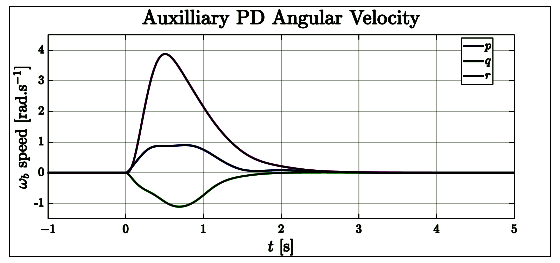 Auxilliary PD Angular Velocity
p
q
r
ω_b speed [rad.s⁻¹]
4
3
2
1
0
-1
-1 0 1 2 3 4 5
t [s]